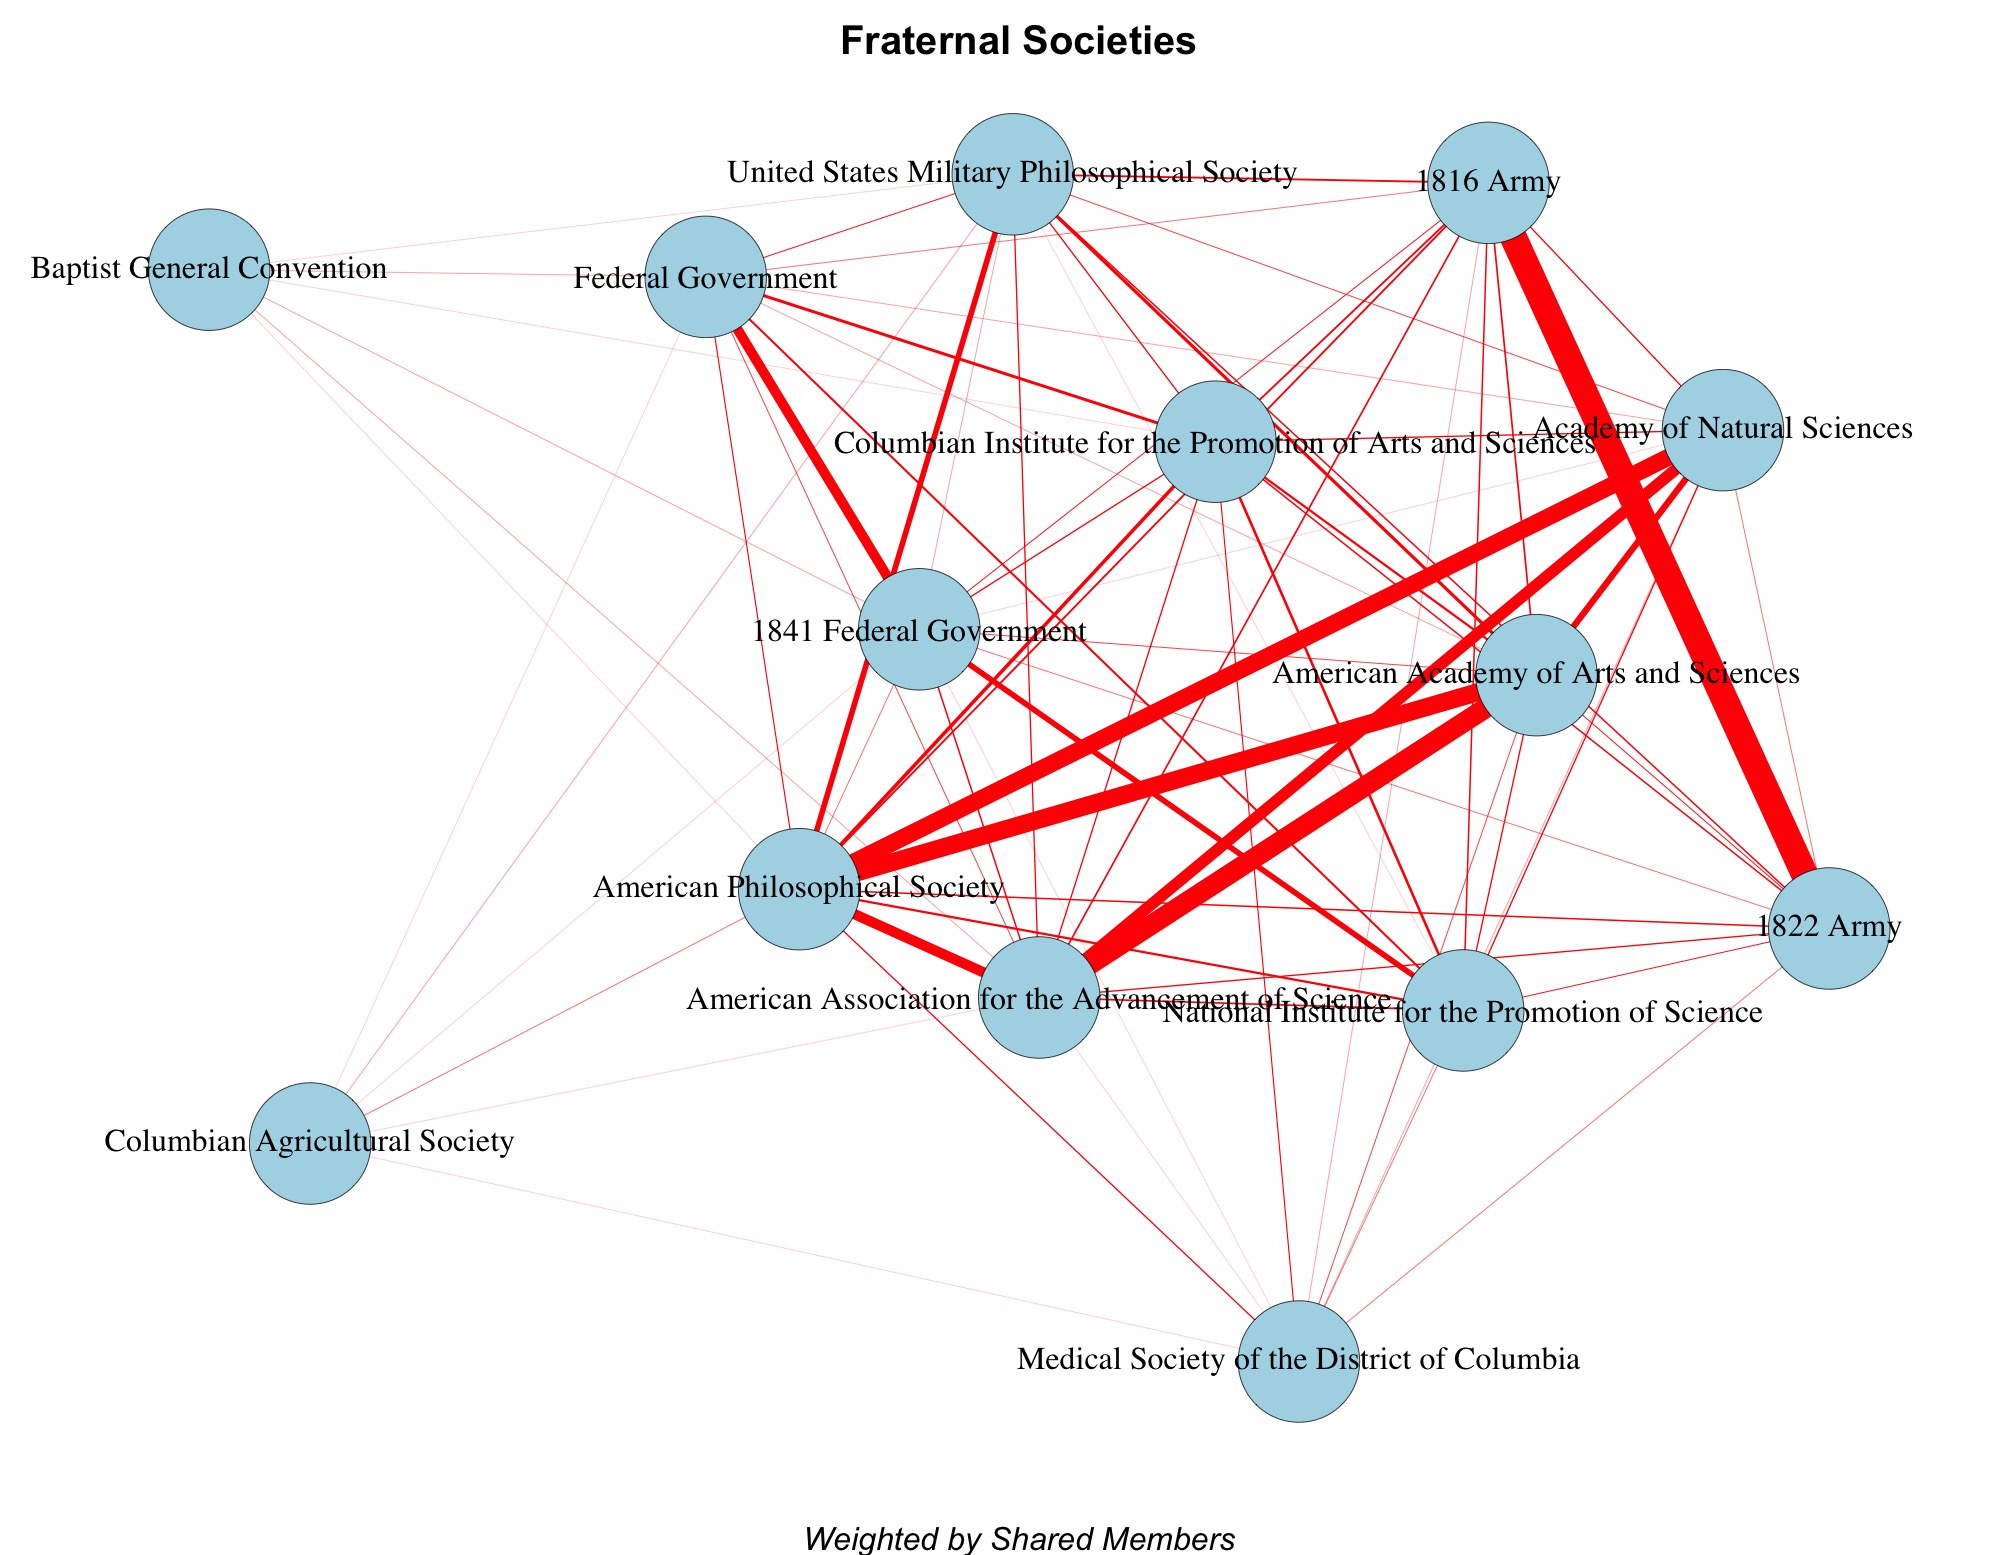 Fraternal Societies
United States Military Philosophical Society
1816 Army
Baptist General Convention
Federal Government
Academy of Natural Sciences
Columbian Institute for the Promotion of Arts and Sciences
1841 Federal Government
American Academy of Arts and Sciences
American Philosophical Society
1822 Army
American Association for the Advancement of Science
National Institute for the Promotion of Science
Columbian Agricultural Society
Medical Society of the District of Columbia
Weighted by Shared Members